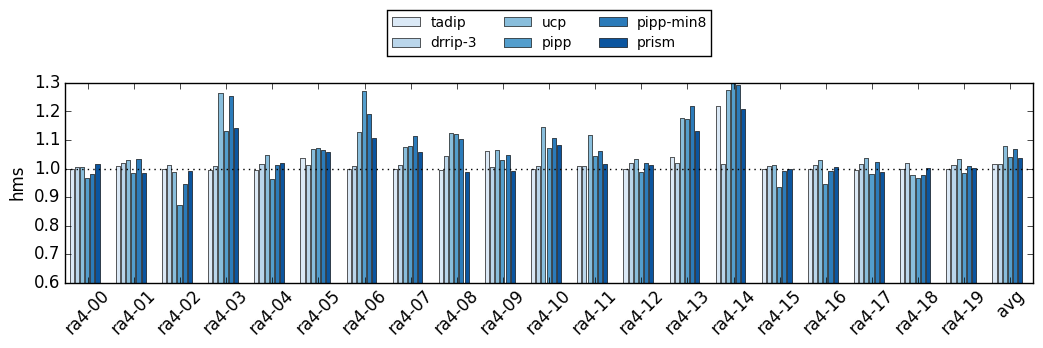 tadip ucp pipp-min8
drrip-3 pipp prism
1.3
1.2
1.1
1.0
0.9
0.8
0.7
0.6
hms
ra4-00 ra4-01 ra4-02 ra4-03 ra4-04 ra4-05 ra4-06 ra4-07 ra4-08 ra4-09 ra4-10 ra4-11 ra4-12 ra4-13 ra4-14 ra4-15 ra4-16 ra4-17 ra4-18 ra4-19 avg